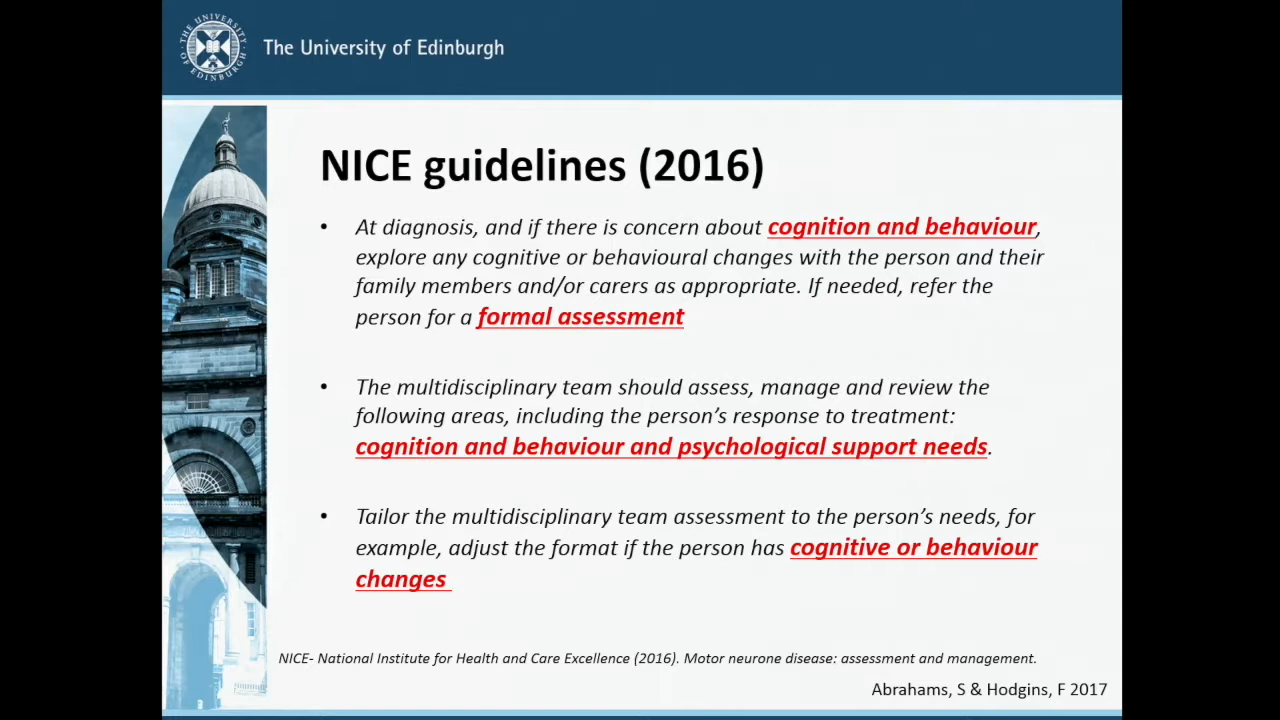 THE UNIVERSITY OF EDINBURGH
The University of Edinburgh
NICE guidelines (2016)
• At diagnosis, and if there is concern about cognition and behaviour,
explore any cognitive or behavioural changes with the person and their
family members and/or carers as appropriate. If needed, refer the
person for a formal assessment
• The multidisciplinary team should assess, manage and review the
following areas, including the person's response to treatment:
cognition and behaviour and psychological support needs.
• Tailor the multidisciplinary team assessment to the person's needs, for
example, adjust the format if the person has cognitive or behaviour
changes
NICE- National Institute for Health and Care Excellence (2016). Motor neurone disease: assessment and management.
Abrahams, S & Hodgins, F 2017